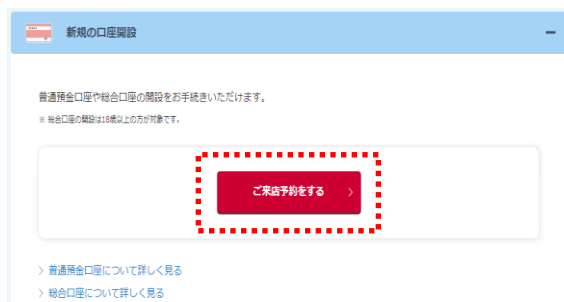 新規の口座開設
普通預金口座や総合口座の開設をお手続きいただけます。
※ 総合口座の開設は18歳以上の方が対象です。
ご来店予約をする
普通預金口座について詳しく見る
総合口座について詳しく見る